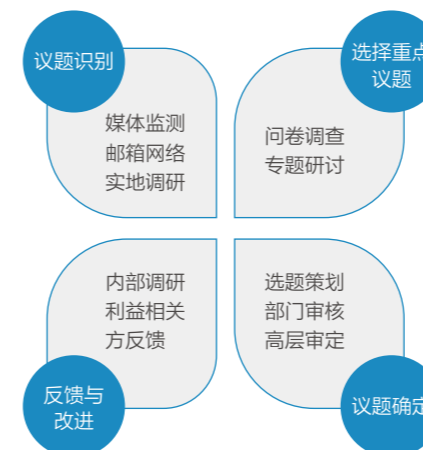 议题识别
媒体监测
邮箱网络
实地调研
选择重点
议题
问卷调查
专题研讨
内部调研
利益相关
方反馈
反馈与
改进
选题策划
部门审核
高层审定
议题确定